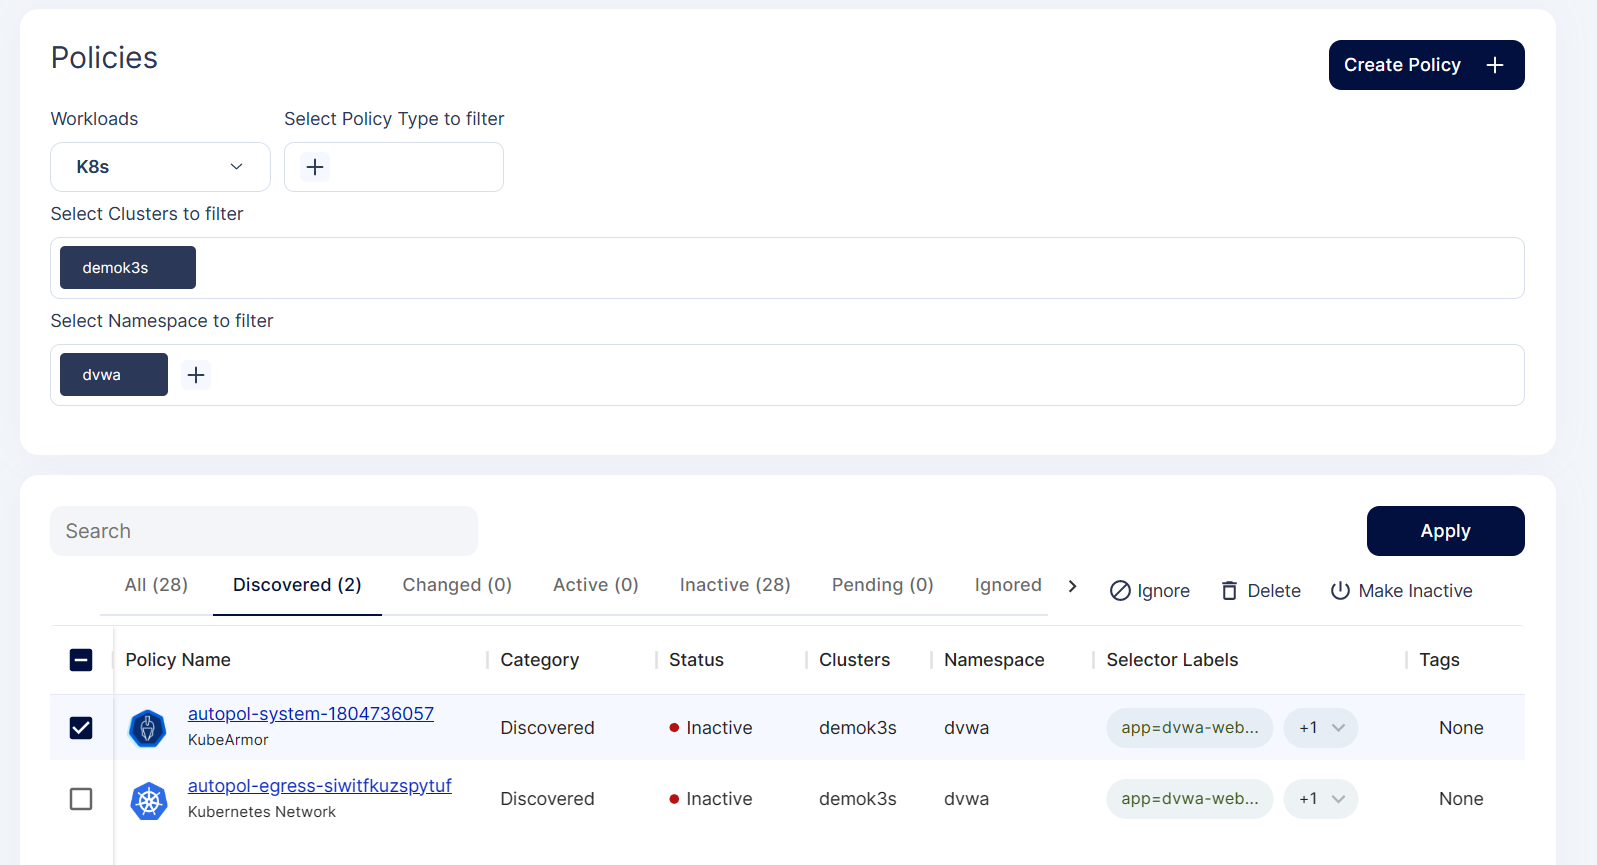 Policies
Create Policy
Workloads
Select Policy Type to filter
K8s
Select Clusters to filter
demok3s
Select Namespace to filter
dvwa
Search
Apply
All (28) Discovered (2) Changed (0) Active (0) Inactive (28) Pending (0) Ignored
Ignore Delete Make Inactive
Policy Name Category Status Clusters Namespace Selector Labels Tags
autopol-system-1804736057
KubeArmor
Discovered Inactive demok3s dvwa app=dvwa-web... +1 None
autopol-egress-siwitfkuzspytuf
Kubernetes Network
Discovered Inactive demok3s dvwa app=dvwa-web... +1 None